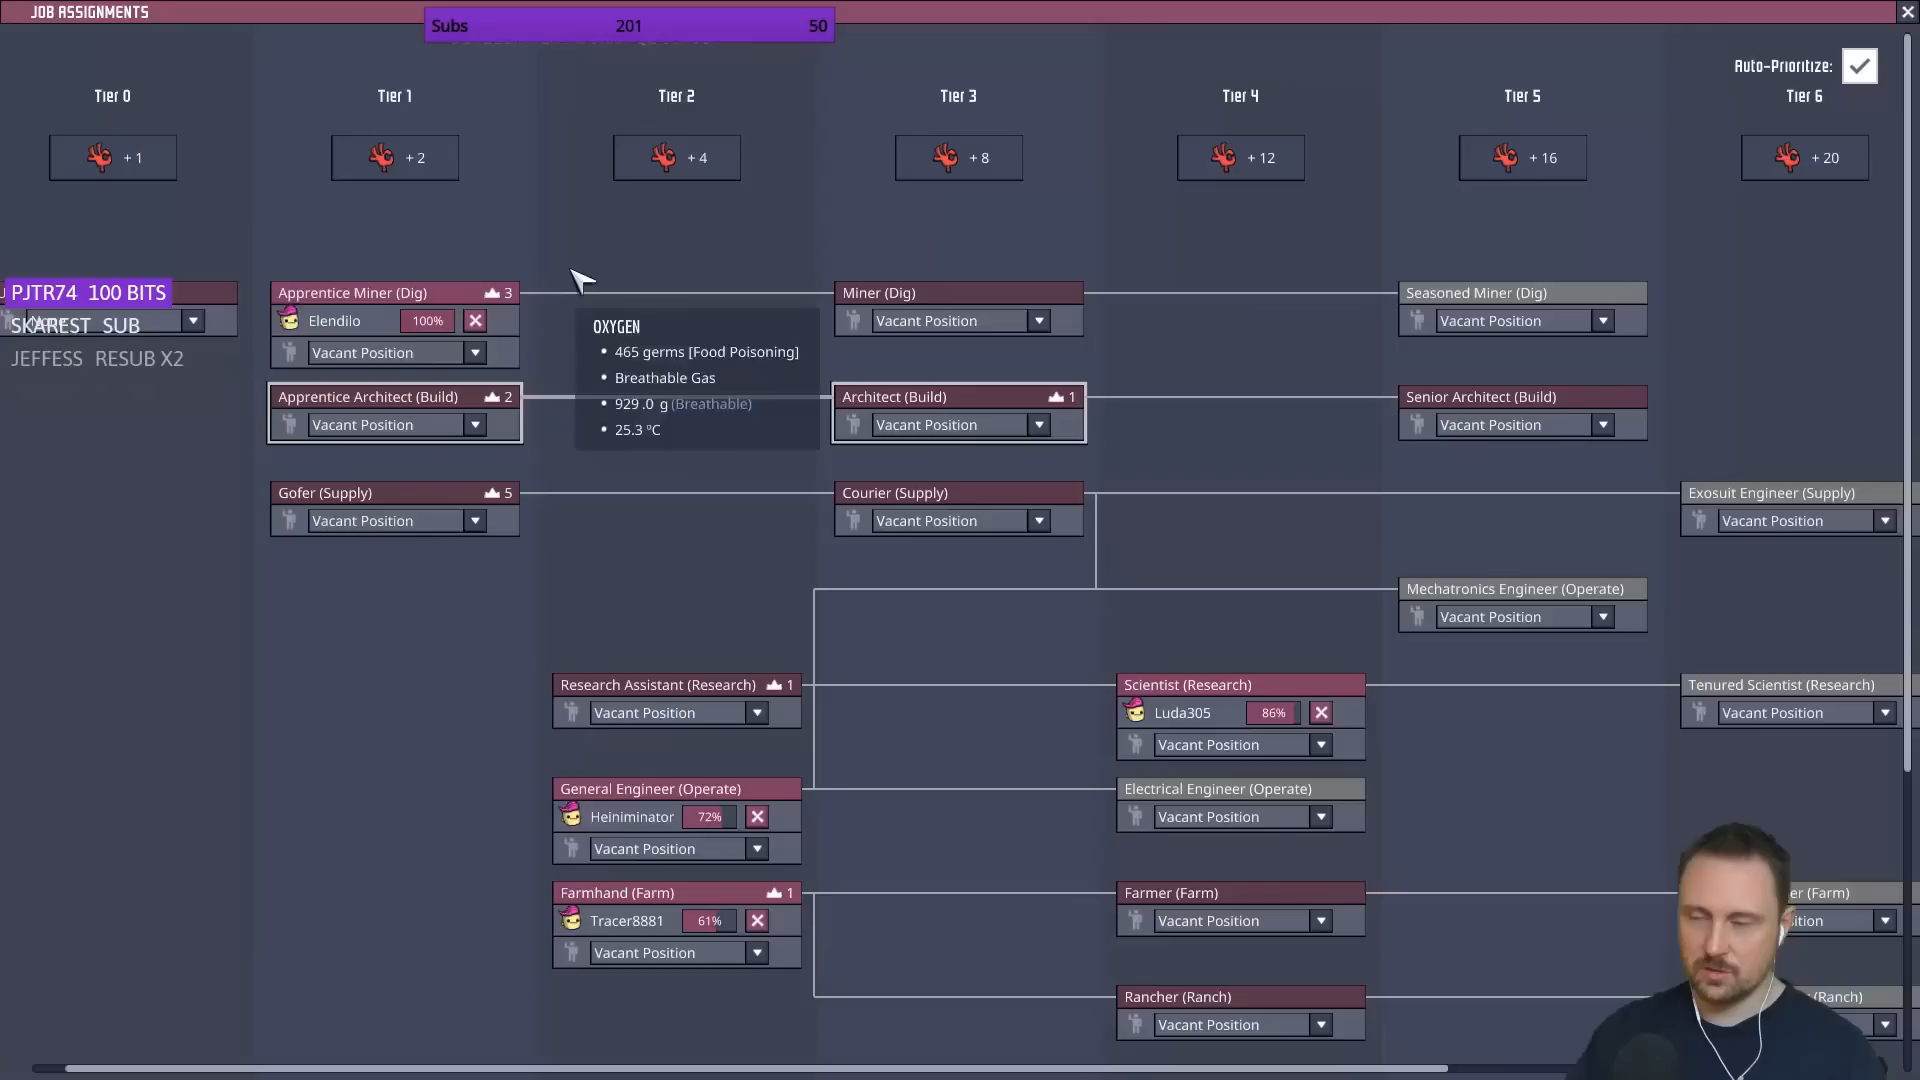 JOB ASSIGNMENTS
Subs 201 50
Auto-Prioritize:
Tier 0
Tier 1
Tier 2
Tier 3
Tier 4
Tier 5
Tier 6
+ 1
+ 2
+ 4
+ 8
+ 12
+ 16
+ 20
PJTR74 100 BITS
SKAREST SUB
JEFFESS RESUB X2
Apprentice Miner (Dig) 3
Elendilo 100%
Vacant Position
Miner (Dig)
Vacant Position
Seasoned Miner (Dig)
Vacant Position
OXYGEN
• 465 germs [Food Poisoning]
• Breathable Gas
• 929.0 g (Breathable)
• 25.3 ºC
Apprentice Architect (Build) 2
Vacant Position
Architect (Build) 1
Vacant Position
Senior Architect (Build)
Vacant Position
Gofer (Supply) 5
Vacant Position
Courier (Supply)
Vacant Position
Exosuit Engineer (Supply)
Vacant Position
Mechatronics Engineer (Operate)
Vacant Position
Research Assistant (Research) 1
Vacant Position
Scientist (Research)
Luda305 86%
Vacant Position
Tenured Scientist (Research)
Vacant Position
General Engineer (Operate)
Heiniminator 72%
Vacant Position
Electrical Engineer (Operate)
Vacant Position
Farmhand (Farm) 1
Tracer8881 61%
Vacant Position
Farmer (Farm)
Vacant Position
er (Farm)
ition
Rancher (Ranch)
Vacant Position
(Ranch)